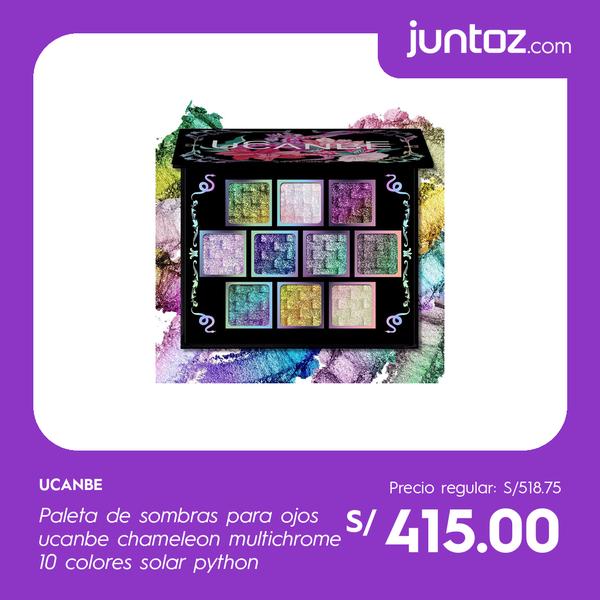 juntoz.com
UCANBE
UCANBE
Paleta de sombras para ojos
ucanbe chameleon multichrome
10 colores solar python
Precio regular: S/518.75
S/ 415.00